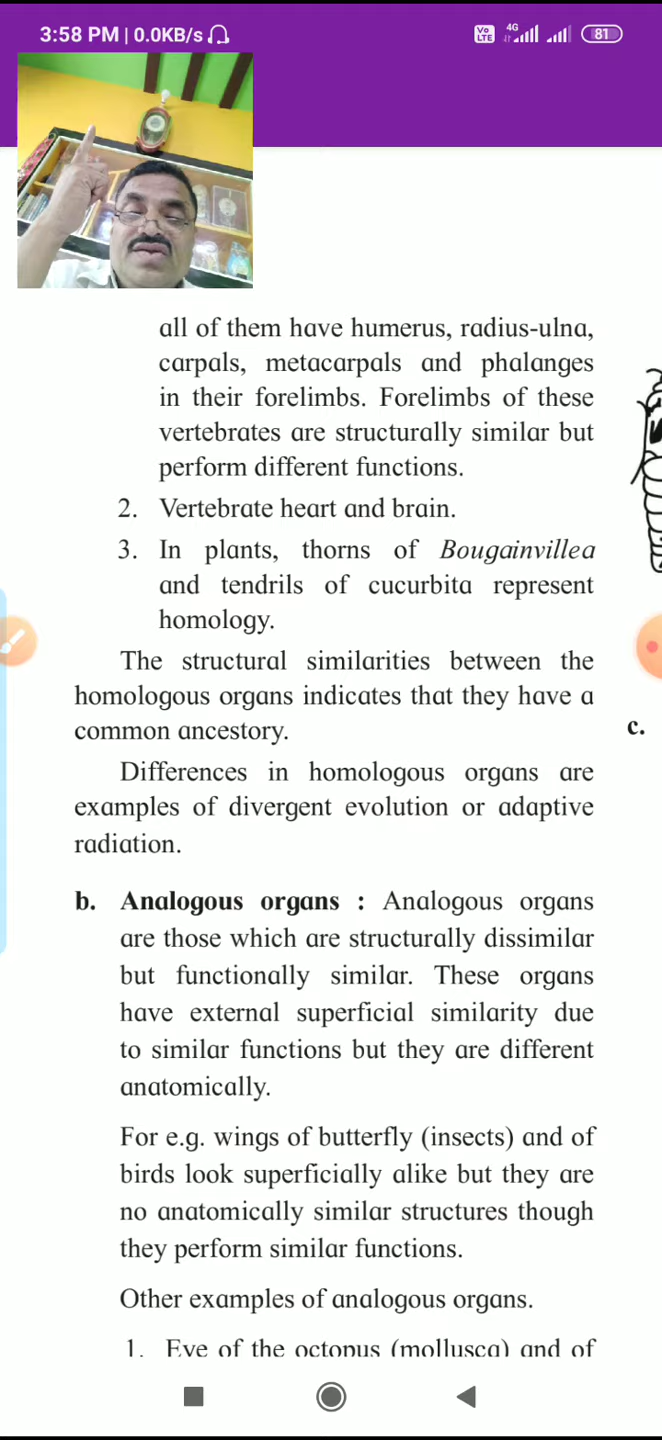 3:58 PM | 0.0KB/s
Vo LTE 4G 81
all of them have humerus, radius-ulna,
carpals, metacarpals and phalanges
in their forelimbs. Forelimbs of these
vertebrates are structurally similar but
perform different functions.
2. Vertebrate heart and brain.
3. In plants, thorns of Bougainvillea
and tendrils of cucurbita represent
homology.
The structural similarities between the
homologous organs indicates that they have a
common ancestory.
Differences in homologous organs are
examples of divergent evolution or adaptive
radiation.
b. Analogous organs : Analogous organs
are those which are structurally dissimilar
but functionally similar. These organs
have external superficial similarity due
to similar functions but they are different
anatomically.
For e.g. wings of butterfly (insects) and of
birds look superficially alike but they are
no anatomically similar structures though
they perform similar functions.
Other examples of analogous organs.
1. Eye of the octopus (mollusca) and of
c.